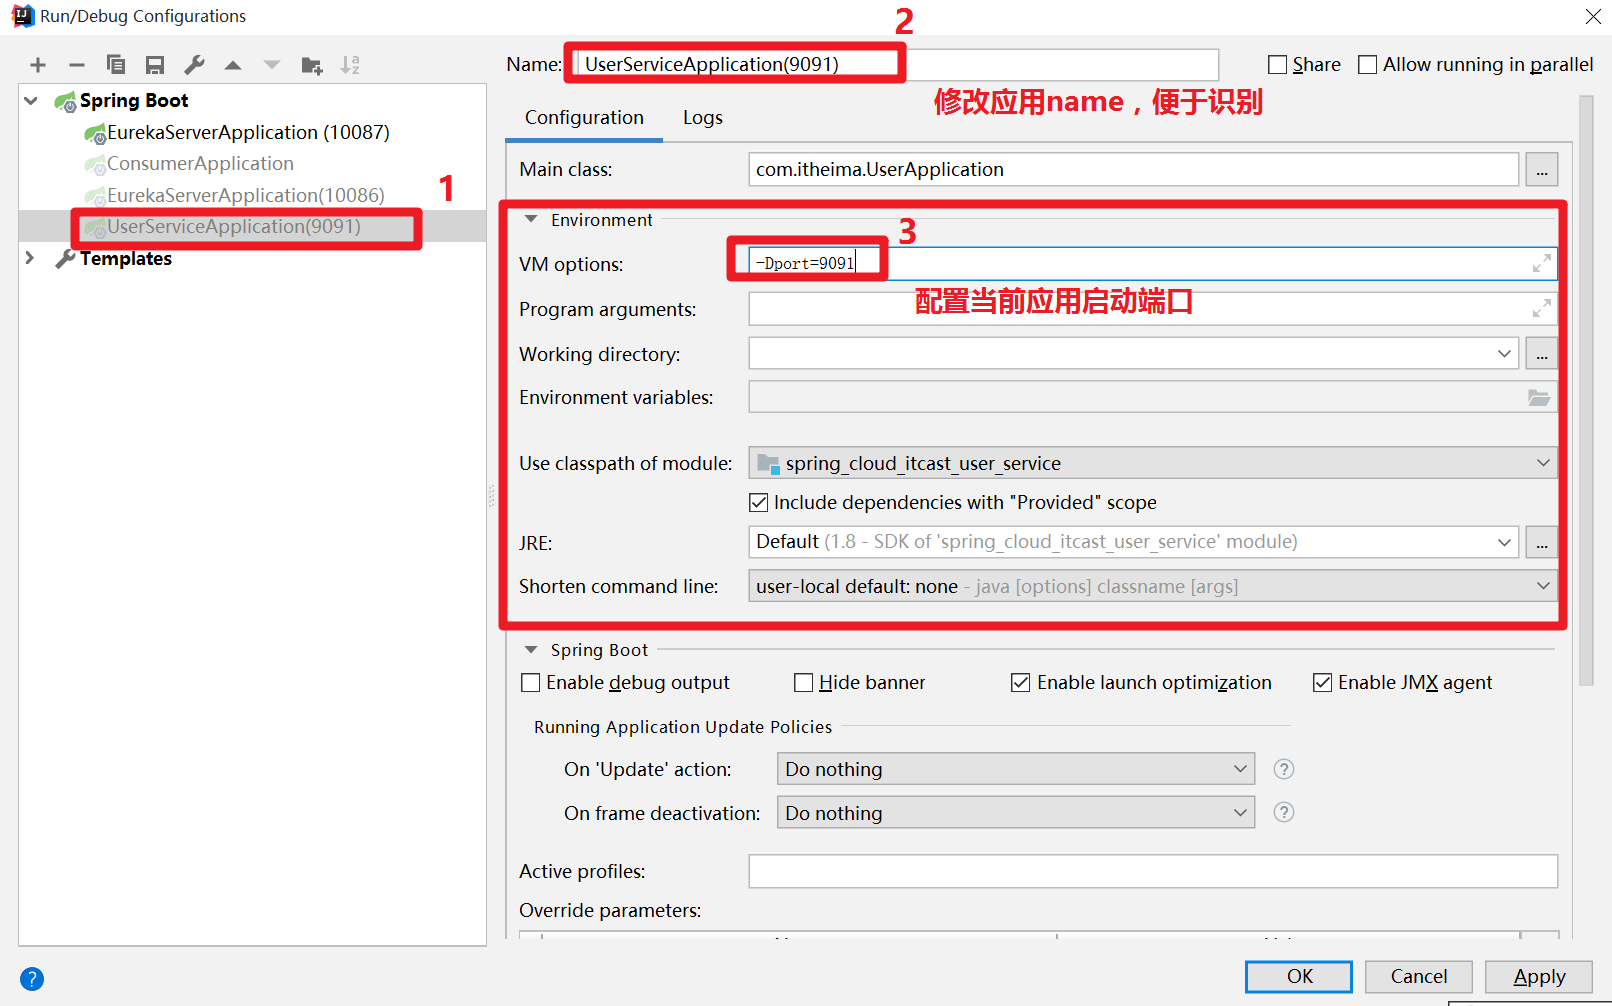 Run/Debug Configurations
2
Name: UserServiceApplication(9091)
Share
Allow running in parallel
修改应用name，便于识别
Spring Boot
EurekaServerApplication (10087)
ConsumerApplication
EurekaServerApplication(10086)
1
UserServiceApplication(9091)
Templates
Configuration
Logs
Main class: com.itheima.UserApplication ...
Environment
3
VM options: -Dport=9091
配置当前应用启动端口
Program arguments:
Working directory: ...
Environment variables:
Use classpath of module: spring_cloud_itcast_user_service
Include dependencies with "Provided" scope
JRE: Default (1.8 - SDK of 'spring_cloud_itcast_user_service' module) ...
Shorten command line: user-local default: none - java [options] classname [args]
Spring Boot
Enable debug output
Hide banner
Enable launch optimization
Enable JMX agent
Running Application Update Policies
On 'Update' action: Do nothing ?
On frame deactivation: Do nothing ?
Active profiles:
Override parameters:
?
OK
Cancel
Apply